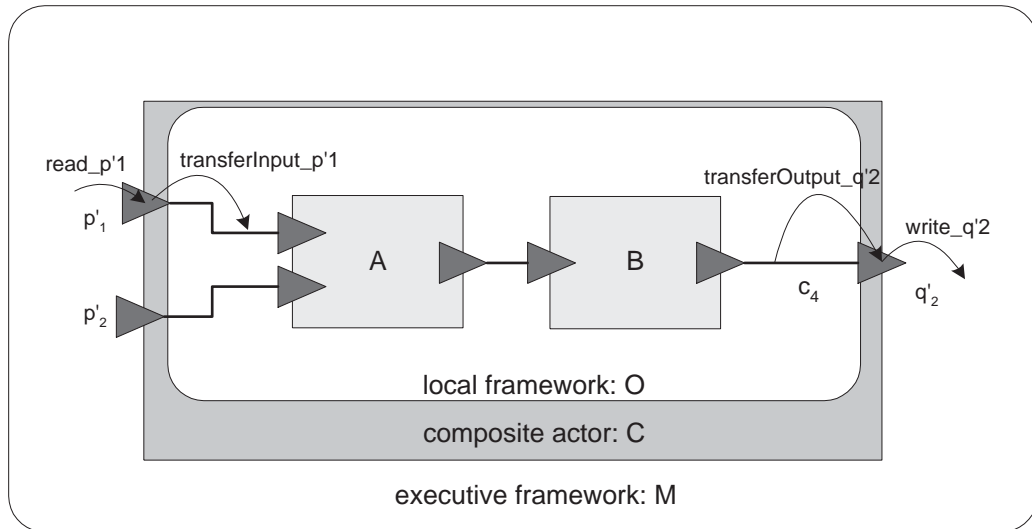 read_p'1
transferInput_p'1
transferOutput_q'2
write_q'2
p'₁
A
B
c₄
q'₂
p'₂
local framework: O
composite actor: C
executive framework: M